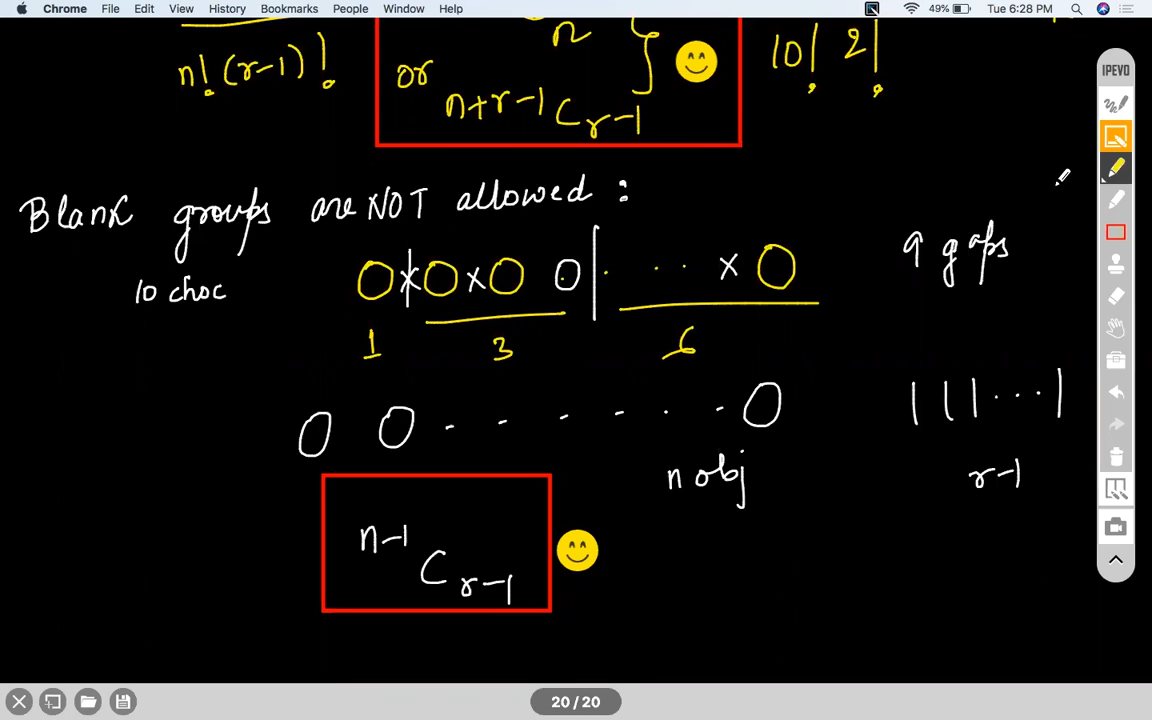 Chrome File Edit View History Bookmarks People Window Help 49% Tue 6:28 PM
n
n! (r-1)! or 10! 2!
n+r-1 C r-1
IPEVO
Blank groups are NOT allowed :
9 gaps
10 choc O x O x O O | . . . x O
1 3 6
O O . . . . . . O | | | . . . |
n obj r-1
n-1 C r-1
20 / 20